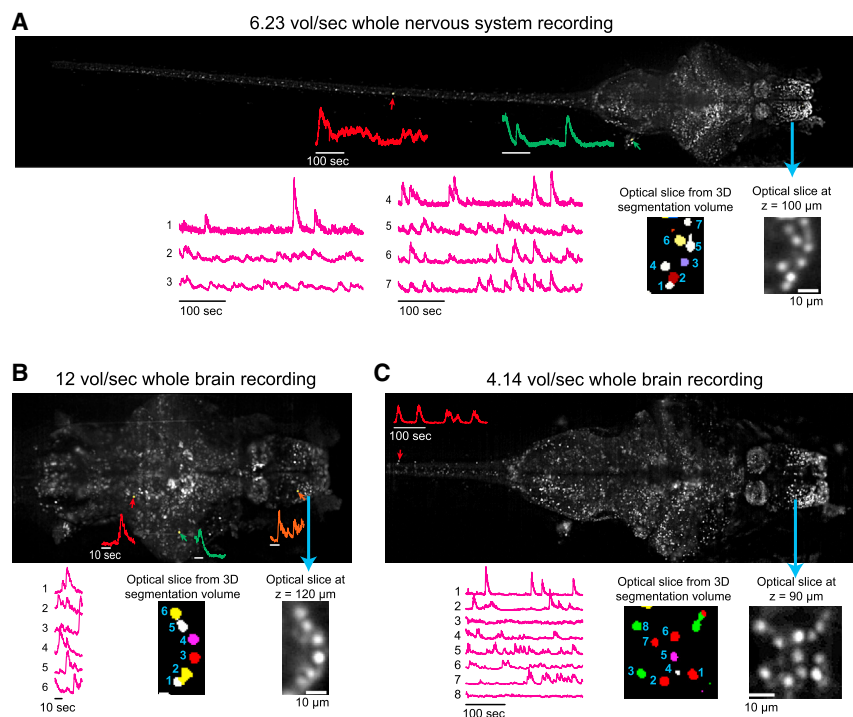 A
6.23 vol/sec whole nervous system recording
100 sec
1
2
3
100 sec
4
5
6
7
100 sec
Optical slice from 3D
segmentation volume
7
6
5
4
3
2
1
Optical slice at
z = 100 µm
10 µm
B
12 vol/sec whole brain recording
10 sec
1
2
3
4
5
6
10 sec
Optical slice from 3D
segmentation volume
6
5
4
3
2
1
Optical slice at
z = 120 µm
10 µm
C
4.14 vol/sec whole brain recording
100 sec
1
2
3
4
5
6
7
8
100 sec
Optical slice from 3D
segmentation volume
8
6
7
5
3
4
1
2
Optical slice at
z = 90 µm
10 µm